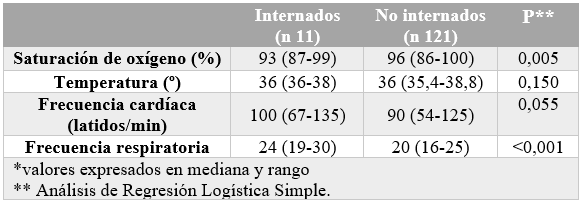 Internados (n 11) No internados (n 121) P**
Saturación de oxígeno (%) 93 (87-99) 96 (86-100) 0,005
Temperatura (º) 36 (36-38) 36 (35,4-38,8) 0,150
Frecuencia cardíaca (latidos/min) 100 (67-135) 90 (54-125) 0,055
Frecuencia respiratoria 24 (19-30) 20 (16-25) <0,001
*valores expresados en mediana y rango
** Análisis de Regresión Logística Simple.